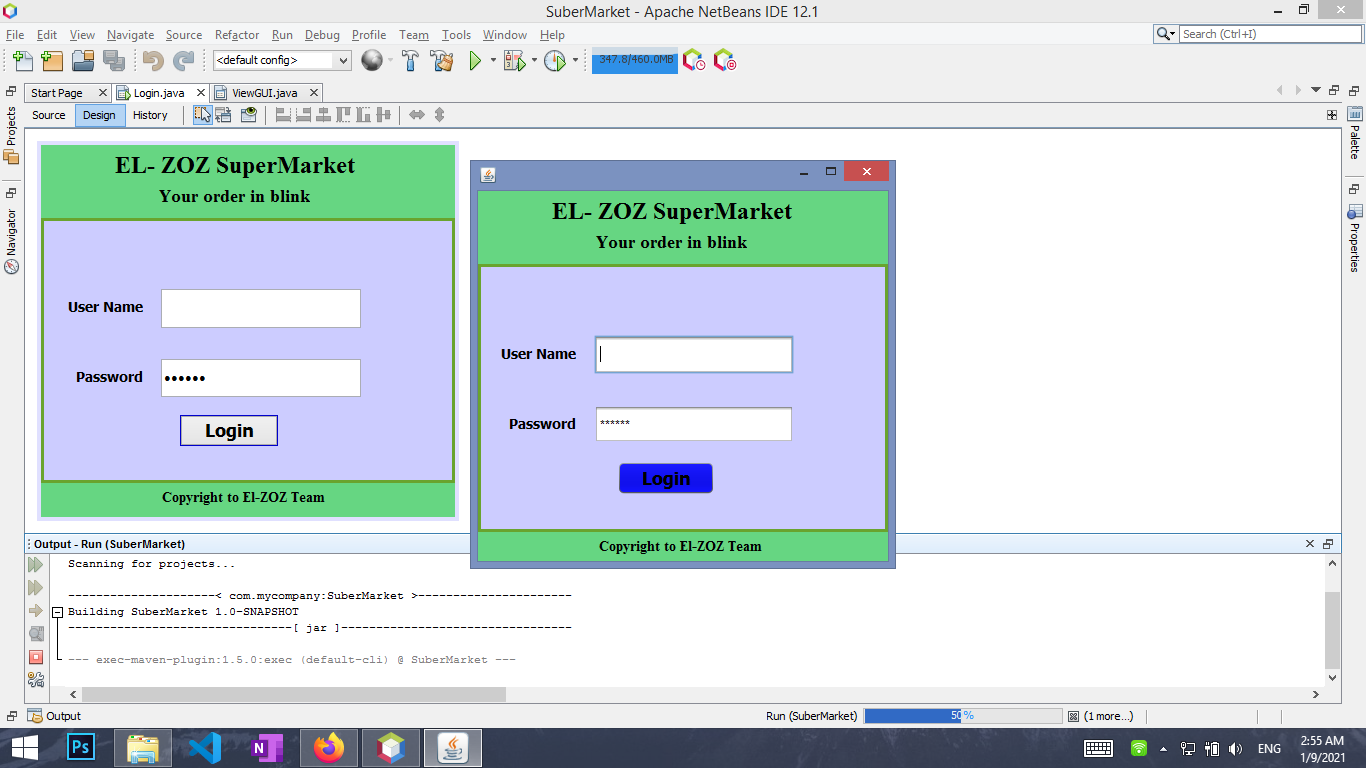 SuberMarket - Apache NetBeans IDE 12.1
File Edit View Navigate Source Refactor Run Debug Profile Team Tools Window Help
Search (Ctrl+I)
<default config>
347.8/460.0MB
Start Page
Login.java
ViewGUI.java
Source Design History
Projects
Navigator
Palette
Properties
EL- ZOZ SuperMarket
Your order in blink
User Name
Password
••••••
Login
Copyright to El-ZOZ Team
EL- ZOZ SuperMarket
Your order in blink
User Name
Password
******
Login
Copyright to El-ZOZ Team
Output - Run (SuberMarket)
Scanning for projects...
---------------------< com.mycompany:SuberMarket >----------------------
Building SuberMarket 1.0-SNAPSHOT
--------------------------------[ jar ]---------------------------------
--- exec-maven-plugin:1.5.0:exec (default-cli) @ SuberMarket ---
Output
Run (SuberMarket)
50%
(1 more...)
Ps
N
ENG
2:55 AM
1/9/2021